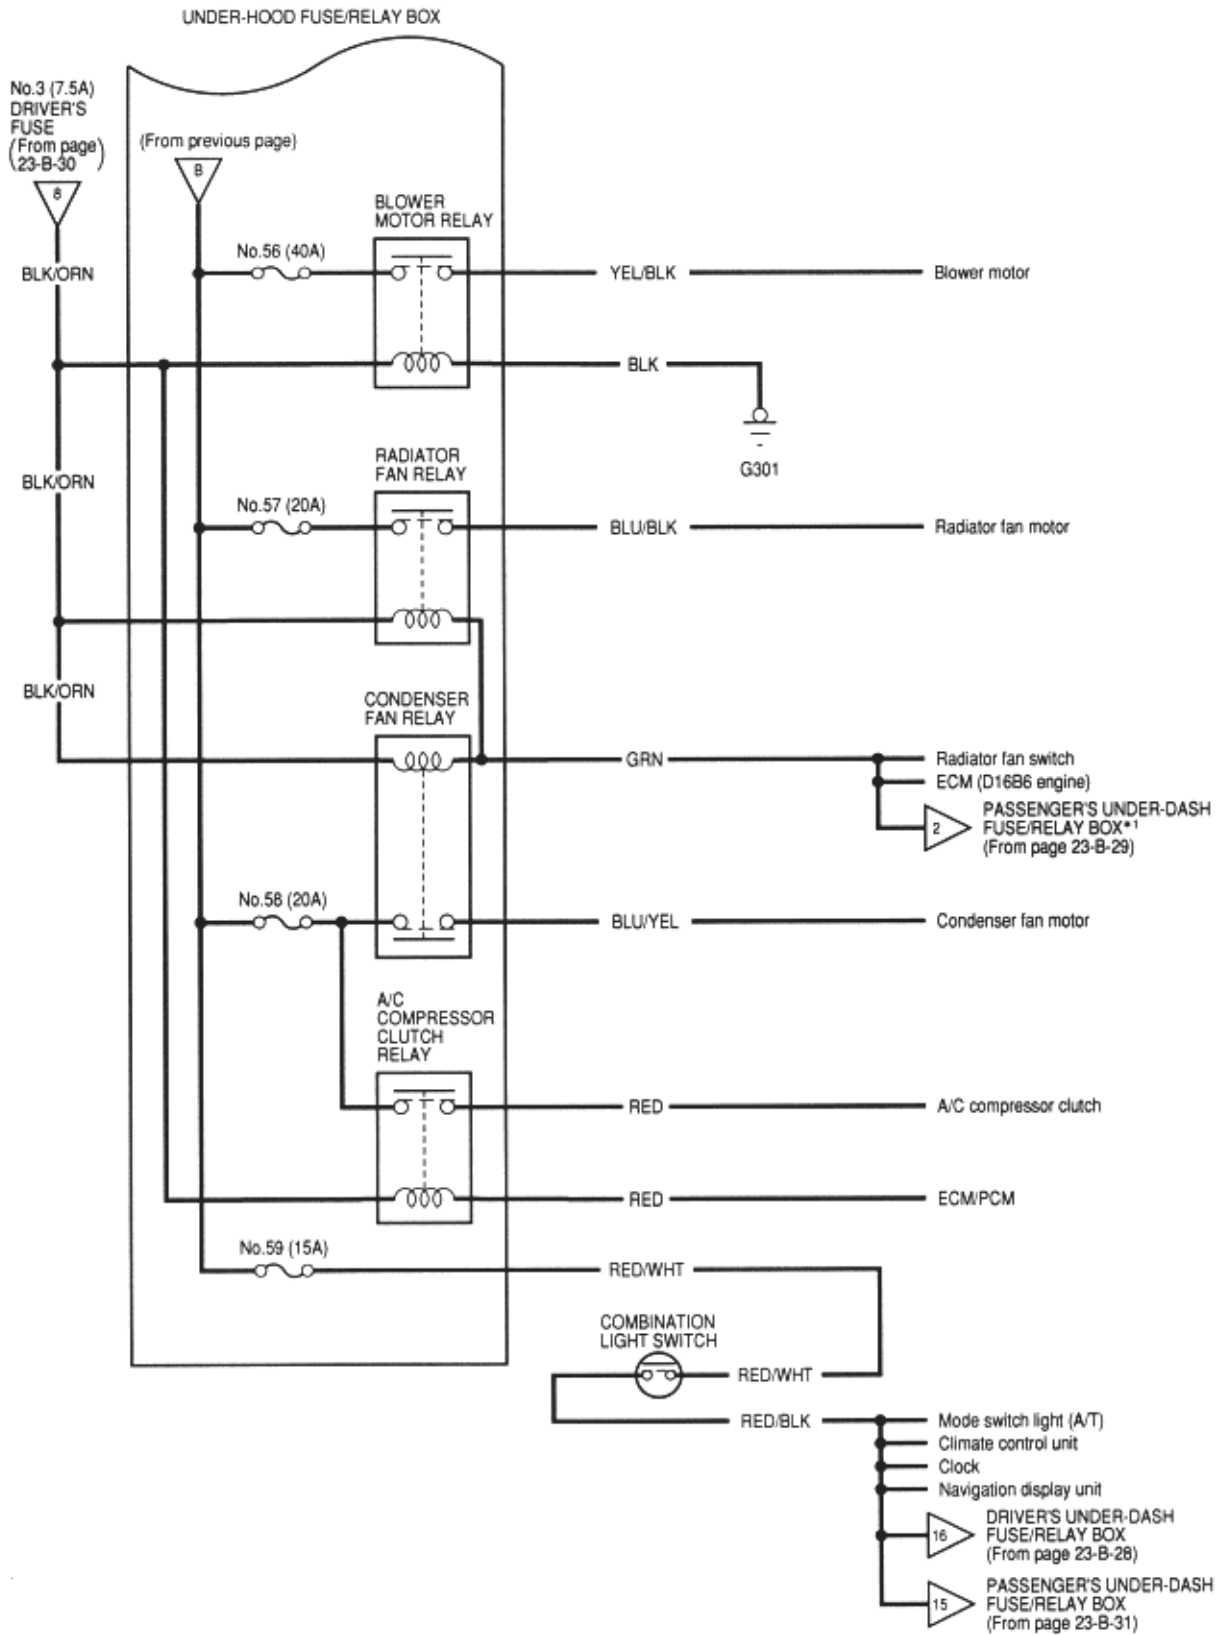 UNDER-HOOD FUSE/RELAY BOX
No.3 (7.5A)
DRIVER'S
FUSE
(From page
23-B-30)
8
(From previous page)
B
BLOWER
MOTOR RELAY
No.56 (40A)
BLK/ORN
YEL/BLK
Blower motor
BLK
G301
RADIATOR
FAN RELAY
BLK/ORN
No.57 (20A)
BLU/BLK
Radiator fan motor
BLK/ORN
CONDENSER
FAN RELAY
GRN
Radiator fan switch
ECM (D16B6 engine)
2
PASSENGER'S UNDER-DASH
FUSE/RELAY BOX*1
(From page 23-B-29)
No.58 (20A)
BLU/YEL
Condenser fan motor
A/C
COMPRESSOR
CLUTCH
RELAY
RED
A/C compressor clutch
RED
ECM/PCM
No.59 (15A)
RED/WHT
COMBINATION
LIGHT SWITCH
RED/WHT
RED/BLK
Mode switch light (A/T)
Climate control unit
Clock
Navigation display unit
16
DRIVER'S UNDER-DASH
FUSE/RELAY BOX
(From page 23-B-28)
15
PASSENGER'S UNDER-DASH
FUSE/RELAY BOX
(From page 23-B-31)